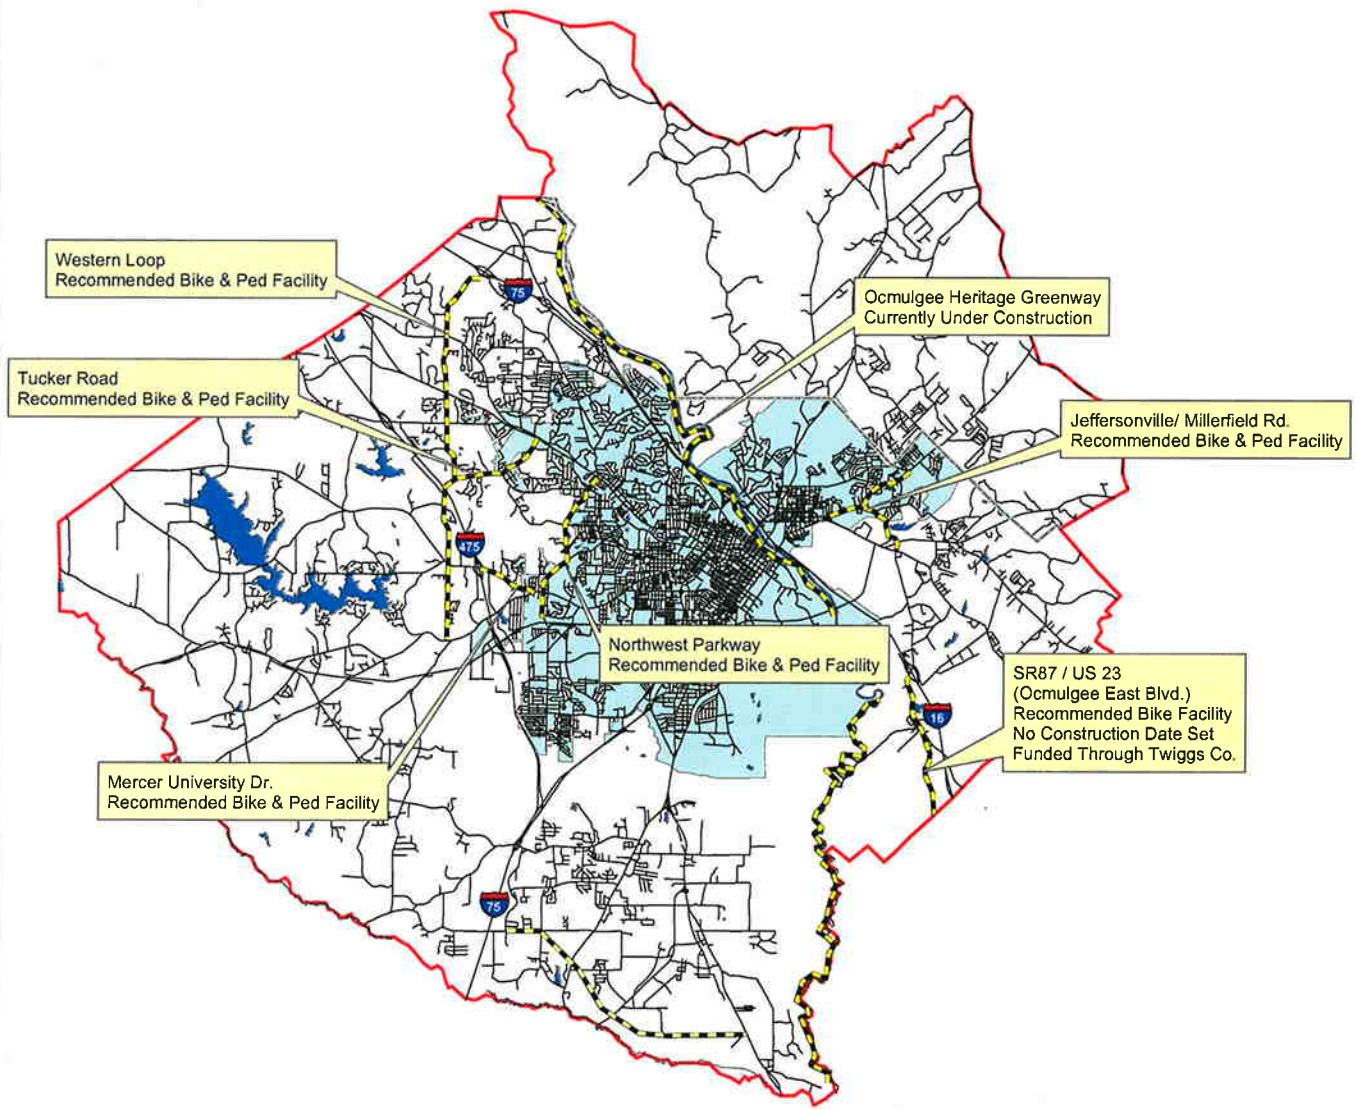 Western Loop
Recommended Bike & Ped Facility
75
Ocmulgee Heritage Greenway
Currently Under Construction
Tucker Road
Recommended Bike & Ped Facility
Jeffersonville/ Millerfield Rd.
Recommended Bike & Ped Facility
475
Northwest Parkway
Recommended Bike & Ped Facility
SR87 / US 23
(Ocmulgee East Blvd.)
Recommended Bike Facility
No Construction Date Set
Funded Through Twiggs Co.
16
Mercer University Dr.
Recommended Bike & Ped Facility
75